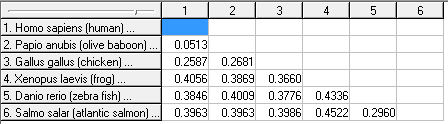 1 2 3 4 5 6
1. Homo sapiens (human) ...
2. Papio anubis (olive baboon) ... 0.0513
3. Gallus gallus (chicken) ... 0.2587 0.2681
4. Xenopus laevis (frog) ... 0.4056 0.3869 0.3660
5. Danio rerio (zebra fish) ... 0.3846 0.4009 0.3776 0.4336
6. Salmo salar (atlantic salmon) ... 0.3963 0.3963 0.3986 0.4522 0.2960